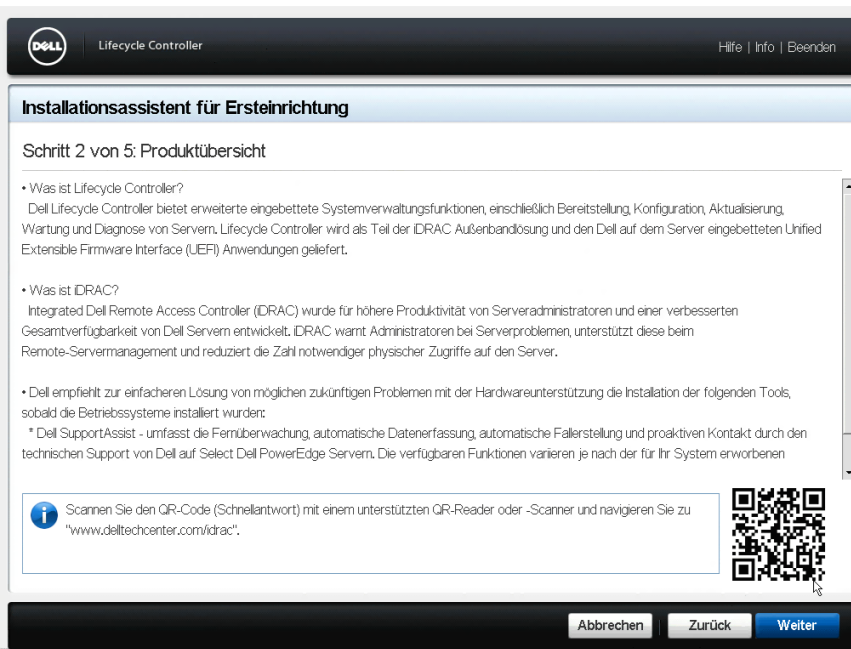 DELL
Lifecycle Controller
Hilfe | Info | Beenden
Installationsassistent für Ersteinrichtung
Schritt 2 von 5: Produktübersicht
• Was ist Lifecycle Controller?
Dell Lifecycle Controller bietet erweiterte eingebettete Systemverwaltungsfunktionen, einschließlich Bereitstellung, Konfiguration, Aktualisierung,
Wartung und Diagnose von Servern. Lifecycle Controller wird als Teil der iDRAC Außenbandlösung und den Dell auf dem Server eingebetteten Unified
Extensible Firmware Interface (UEFI) Anwendungen geliefert.
• Was ist iDRAC?
Integrated Dell Remote Access Controller (iDRAC) wurde für höhere Produktivität von Serveradministratoren und einer verbesserten
Gesamtverfügbarkeit von Dell Servern entwickelt. iDRAC warnt Administratoren bei Serverproblemen, unterstützt diese beim
Remote-Servermanagement und reduziert die Zahl notwendiger physischer Zugriffe auf den Server.
• Dell empfiehlt zur einfacheren Lösung von möglichen zukünftigen Problemen mit der Hardwareunterstützung die Installation der folgenden Tools,
sobald die Betriebssysteme installiert wurden:
* Dell SupportAssist - umfasst die Fernüberwachung, automatische Datenerfassung, automatische Fallerstellung und proaktiven Kontakt durch den
technischen Support von Dell auf Select Dell PowerEdge Servern. Die verfügbaren Funktionen variieren je nach der für Ihr System erworbenen
Scannen Sie den QR-Code (Schnellantwort) mit einem unterstützten QR-Reader oder -Scanner und navigieren Sie zu
"www.delltechcenter.com/idrac".
Abbrechen | Zurück Weiter